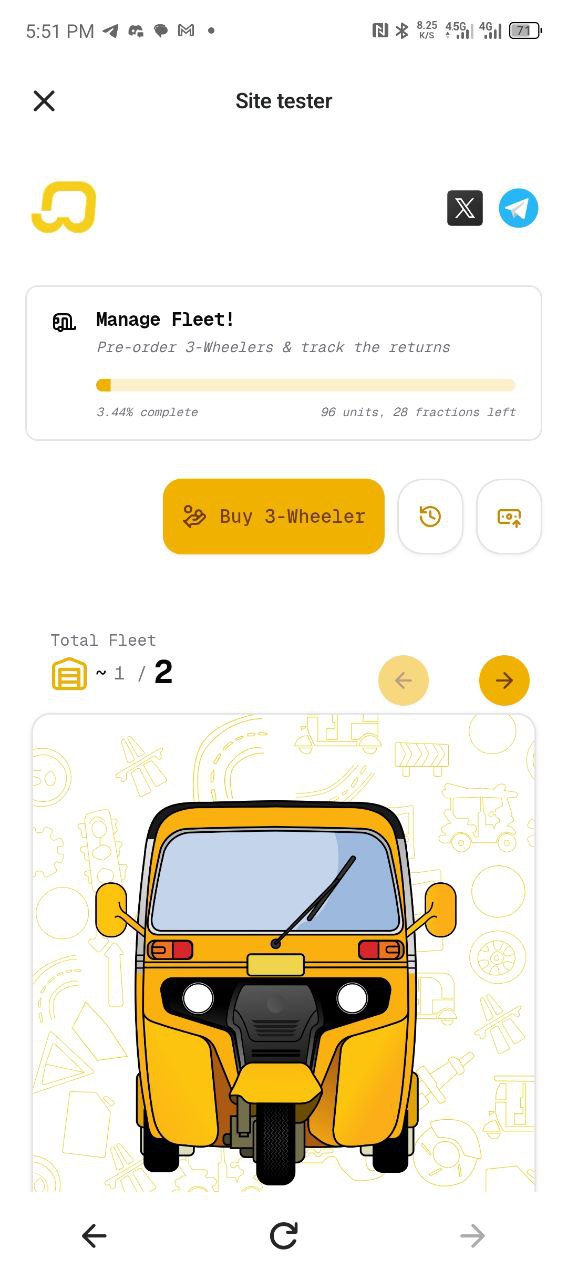 5:51 PM
8.25
K/S
4.5G
4G
71
Site tester
Manage Fleet!
Pre-order 3-Wheelers & track the returns
3.44% complete
96 units, 28 fractions left
Buy 3-Wheeler
Total Fleet
~ 1 / 2